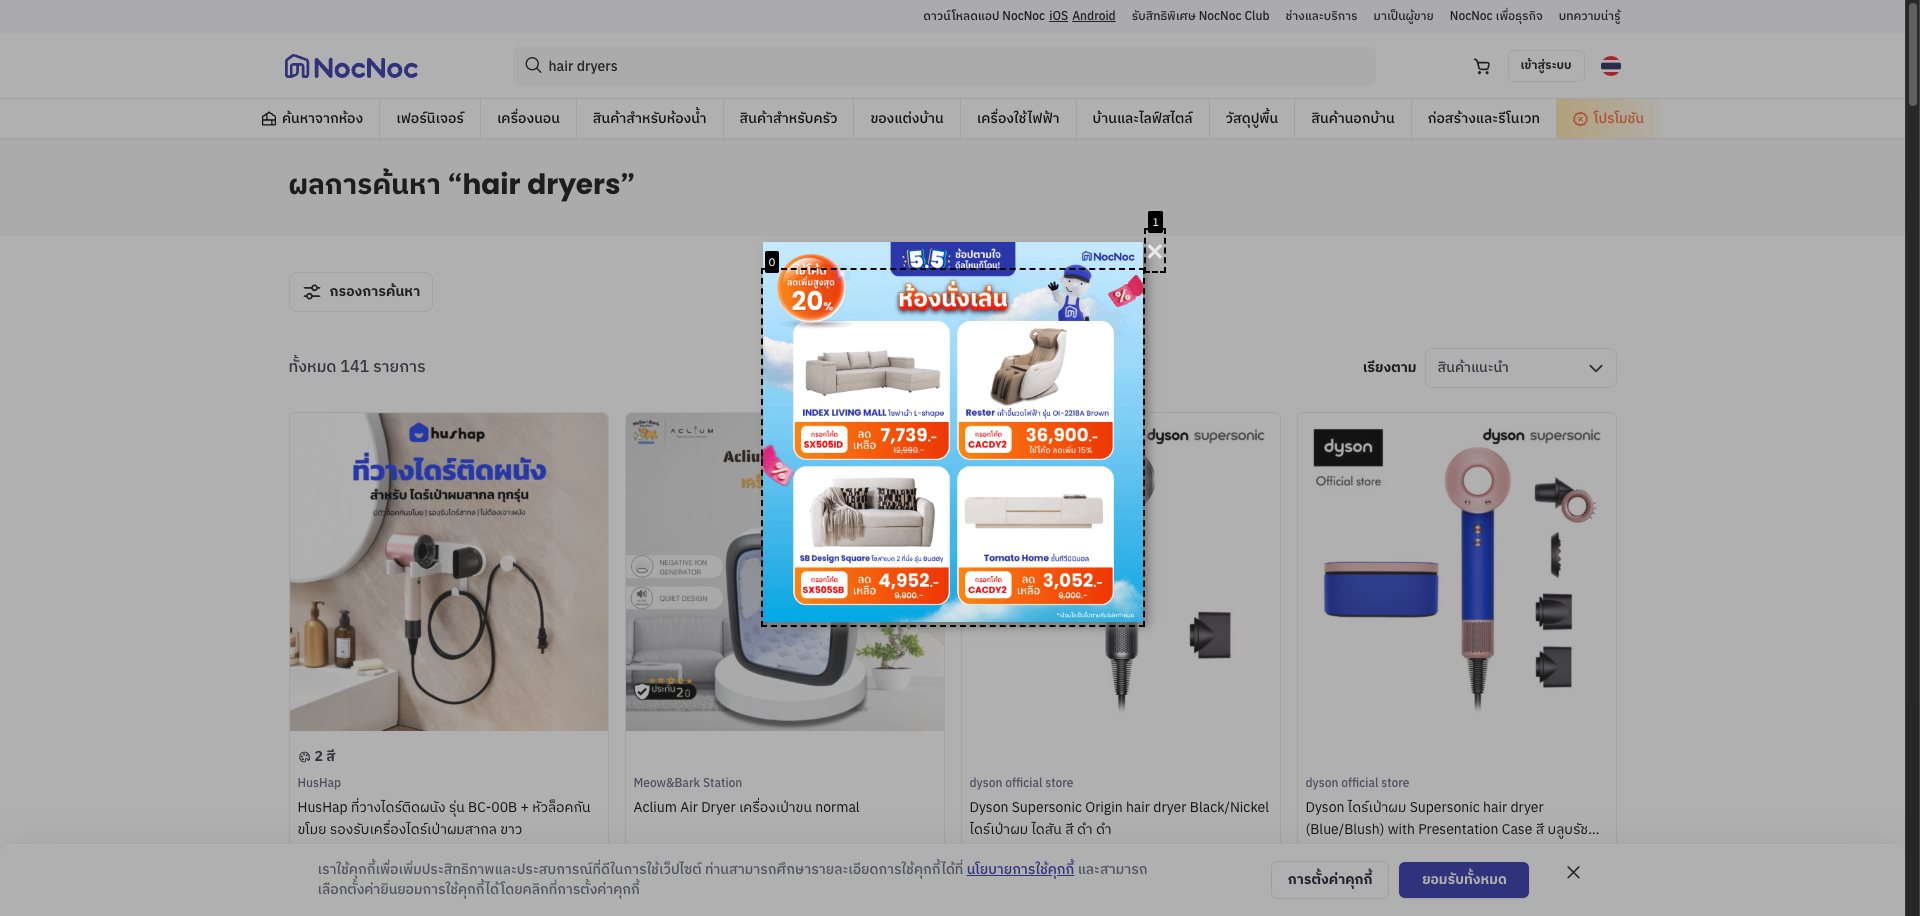 ดาวน์โหลดแอป NocNoc iOS Android รับสิทธิพิเศษ NocNoc Club ช่างและบริการ มาเป็นผู้ขาย NocNoc เพื่อธุรกิจ บทความน่ารู้
NocNoc
hair dryers
เข้าสู่ระบบ
ค้นหาจากห้อง เฟอร์นิเจอร์ เครื่องนอน สินค้าสำหรับห้องน้ำ สินค้าสำหรับครัว ของแต่งบ้าน เครื่องใช้ไฟฟ้า บ้านและไลฟ์สไตล์ วัสดุปูพื้น สินค้านอกบ้าน ก่อสร้างและรีโนเวท โปรโมชัน
ผลการค้นหา “hair dryers”
1
0
5.5 ช้อปตามใจ
ดีลไหนก็โดน!
NocNoc
ใช้โค้ด
ลดเพิ่มสูงสุด
20%
ห้องนั่งเล่น
INDEX LIVING MALL โซฟาผ้า L-shape
กรอกโค้ด
SX505ID
ลดเหลือ 7,739.-
12,990.-
Rester เก้าอี้นวดไฟฟ้า รุ่น OI-2218A Brown
กรอกโค้ด
CACDY2
36,900.-
ใช้โค้ด ลดเพิ่ม 15%
SB Design Square โซฟาเบด 2 ที่นั่ง รุ่น Buddy
กรอกโค้ด
SX505SB
ลดเหลือ 4,952.-
9,900.-
Tomato Home ชั้นทีวีมินิมอล
กรอกโค้ด
CACDY2
ลดเหลือ 3,052.-
9,000.-
กรองการค้นหา
ทั้งหมด 141 รายการ
เรียงตาม สินค้าแนะนำ
hushap
ที่วางไดร์ติดผนัง
สำหรับ ไดร์เป่าผมสากล ทุกรุ่น
ACLIUM
NEGATIVE ION
GENERATOR
QUIET DESIGN
ประกัน 2 ปี
dyson supersonic
dyson
Official store
dyson supersonic
2 สี
HusHap
HusHap ที่วางไดร์ติดผนัง รุ่น BC-00B + หัวล็อคกัน
ขโมย รองรับเครื่องไดร์เป่าผมสากล ขาว
Meow&Bark Station
Aclium Air Dryer เครื่องเป่าขน normal
dyson official store
Dyson Supersonic Origin hair dryer Black/Nickel
ไดร์เป่าผม ไดสัน สี ดำ ดำ
dyson official store
Dyson ไดร์เป่าผม Supersonic hair dryer
(Blue/Blush) with Presentation Case สี บลูบรัช...
เราใช้คุกกี้เพื่อเพิ่มประสิทธิภาพและประสบการณ์ที่ดีในการใช้เว็ปไซต์ ท่านสามารถศึกษารายละเอียดการใช้คุกกี้ได้ที่ นโยบายการใช้คุกกี้ และสามารถ
เลือกตั้งค่ายินยอมการใช้คุกกี้ได้โดยคลิกที่การตั้งค่าคุกกี้
การตั้งค่าคุกกี้
ยอมรับทั้งหมด